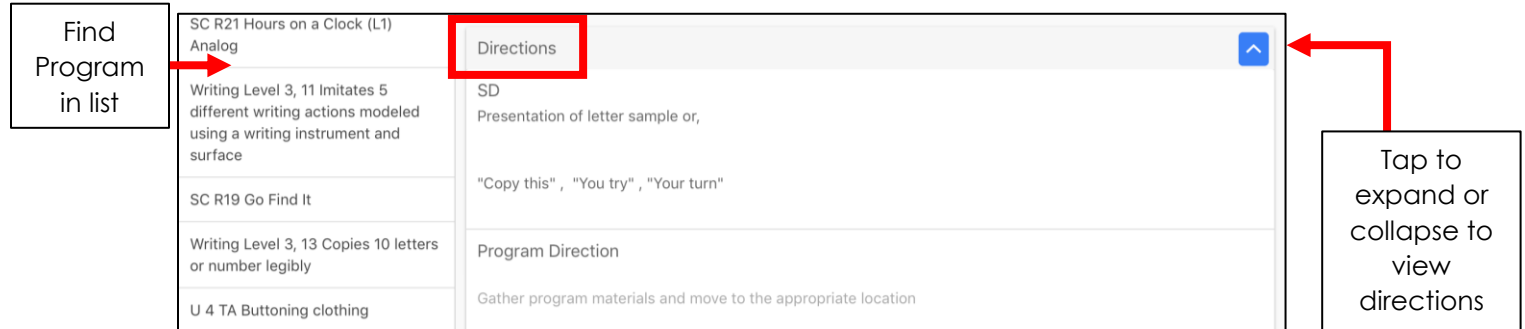 Find
Program
in list
SC R21 Hours on a Clock (L1)
Analog
Writing Level 3, 11 Imitates 5
different writing actions modeled
using a writing instrument and
surface
SC R19 Go Find It
Writing Level 3, 13 Copies 10 letters
or number legibly
U 4 TA Buttoning clothing
Directions
SD
Presentation of letter sample or,
"Copy this" , "You try" , "Your turn"
Program Direction
Gather program materials and move to the appropriate location
Tap to
expand or
collapse to
view
directions